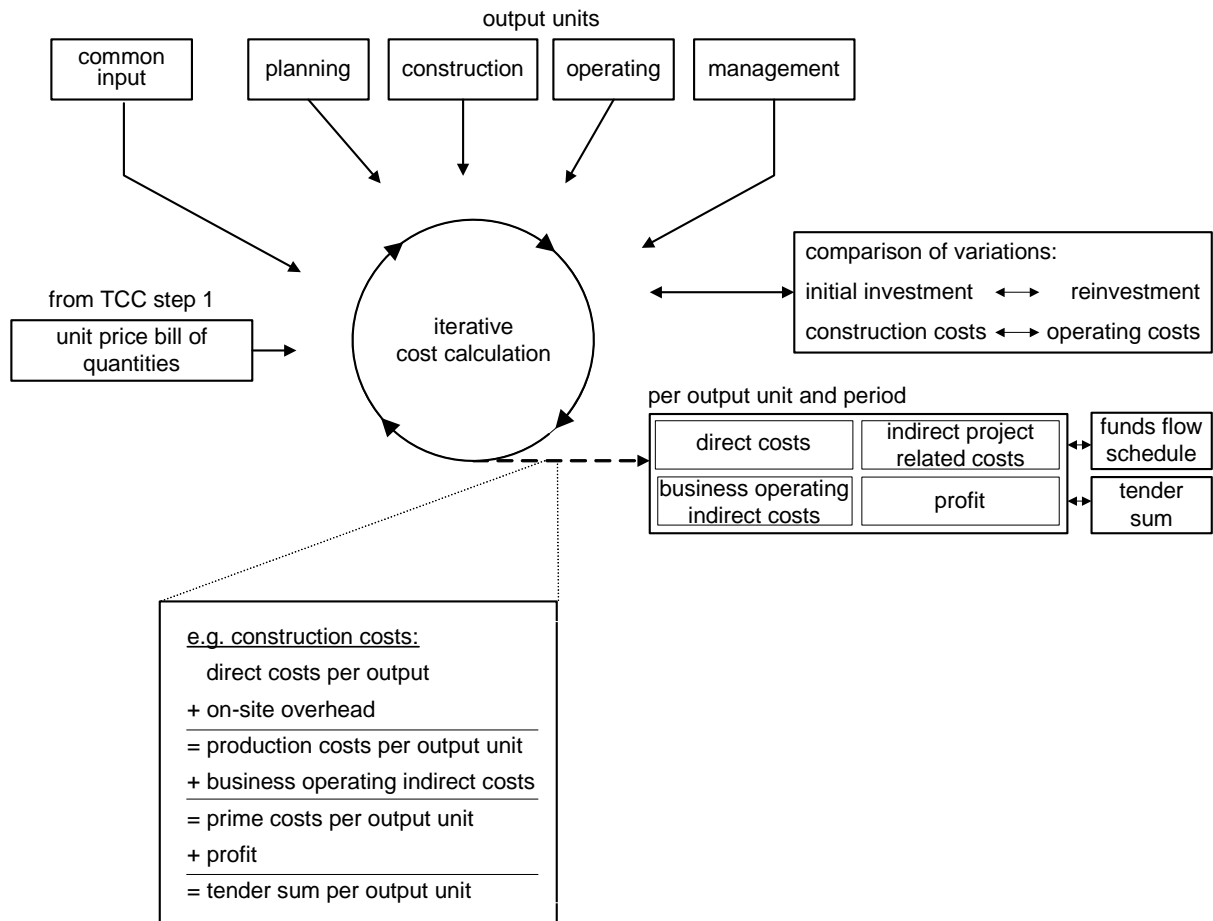 output units
common
input
planning
construction
operating
management
comparison of variations:
initial investment
reinvestment
construction costs
operating costs
from TCC step 1
unit price bill of
quantities
iterative
cost calculation
per output unit and period
direct costs
indirect project
related costs
business operating
indirect costs
profit
funds flow
schedule
tender
sum
e.g. construction costs:
direct costs per output
+ on-site overhead
= production costs per output unit
+ business operating indirect costs
= prime costs per output unit
+ profit
= tender sum per output unit